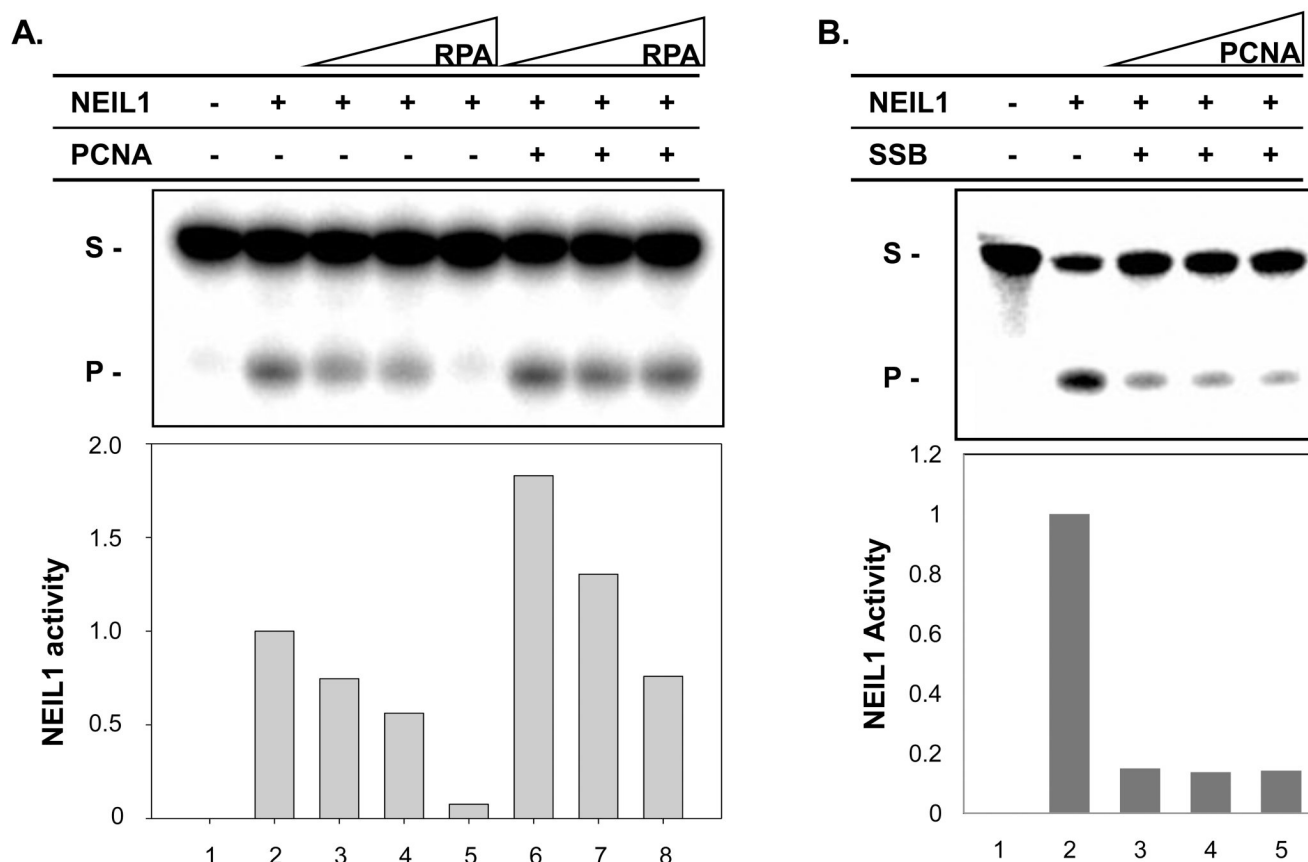 A.
RPA RPA
NEIL1 - + + + + + + +
PCNA - - - - - + + +
S -
P -
2.0
1.5
1.0
0.5
0
NEIL1 activity
1 2 3 4 5 6 7 8
B.
PCNA
NEIL1 - + + + +
SSB - - + + +
S -
P -
1.2
1
0.8
0.6
0.4
0.2
0
NEIL1 Activity
1 2 3 4 5